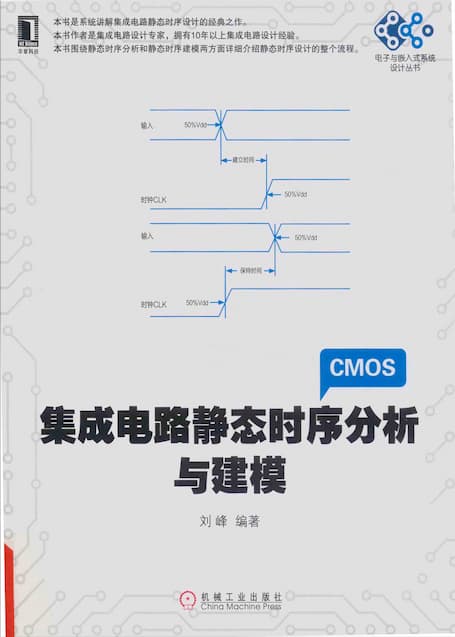 华章科技
本书是系统讲解集成电路静态时序设计的经典之作。
本书作者是集成电路设计专家，拥有10年以上集成电路设计经验。
本书围绕静态时序分析和静态时序建模两方面详细介绍静态时序设计的整个流程。
电子与嵌入式系统
设计丛书
输入
50%Vdd
建立时间
时钟CLK
50%Vdd
输入
50%Vdd
保持时间
时钟CLK
50%Vdd
CMOS
集成电路静态时序分析
与建模
刘峰 编著
机械工业出版社
China Machine Press